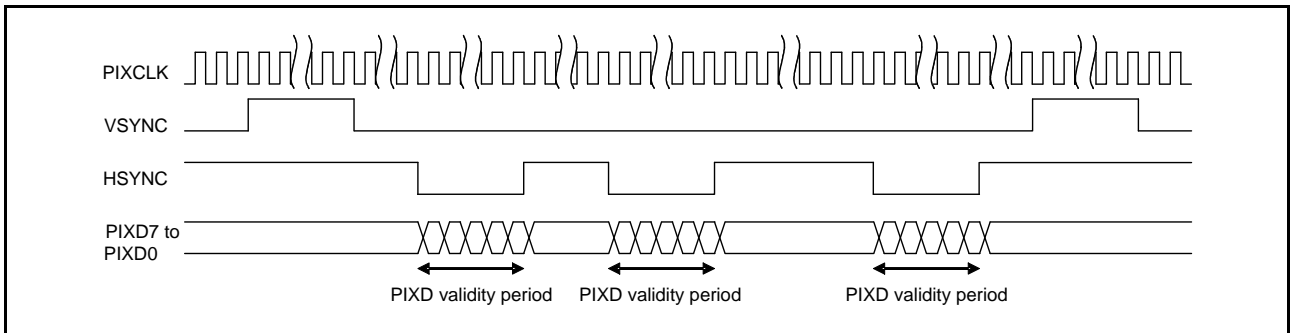 PIXCLK
VSYNC
HSYNC
PIXD7 to
PIXD0
PIXD validity period PIXD validity period PIXD validity period